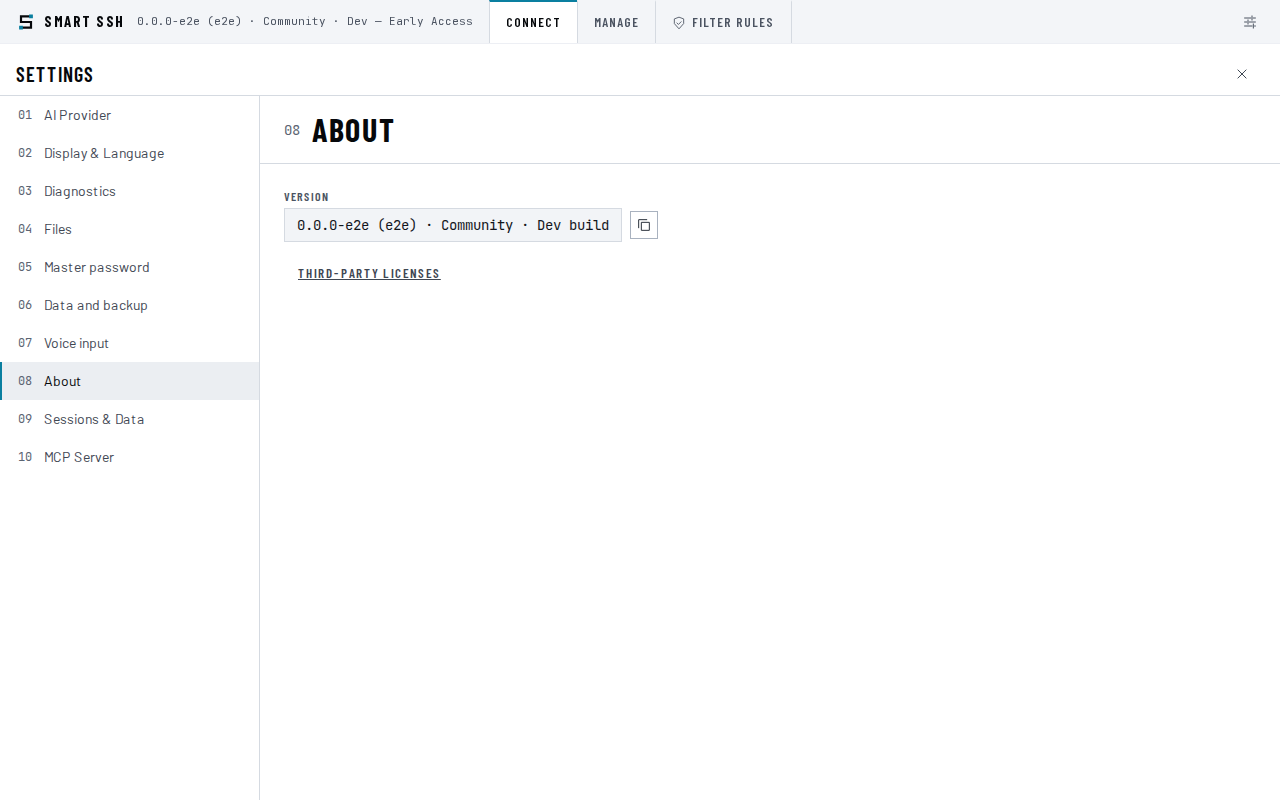 SMART SSH 0.0.0-e2e (e2e) · Community · Dev — Early Access CONNECT MANAGE FILTER RULES
SETTINGS
01 AI Provider
02 Display & Language
03 Diagnostics
04 Files
05 Master password
06 Data and backup
07 Voice input
08 About
09 Sessions & Data
10 MCP Server
08 ABOUT
VERSION
0.0.0-e2e (e2e) · Community · Dev build
THIRD-PARTY LICENSES